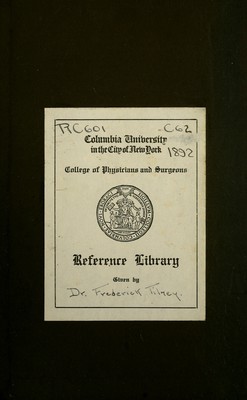 RC601 C62
Columbia University
in the City of New York 1892
College of Physicians and Surgeons
Reference Library
Given by
Dr. Frederick Tilney.